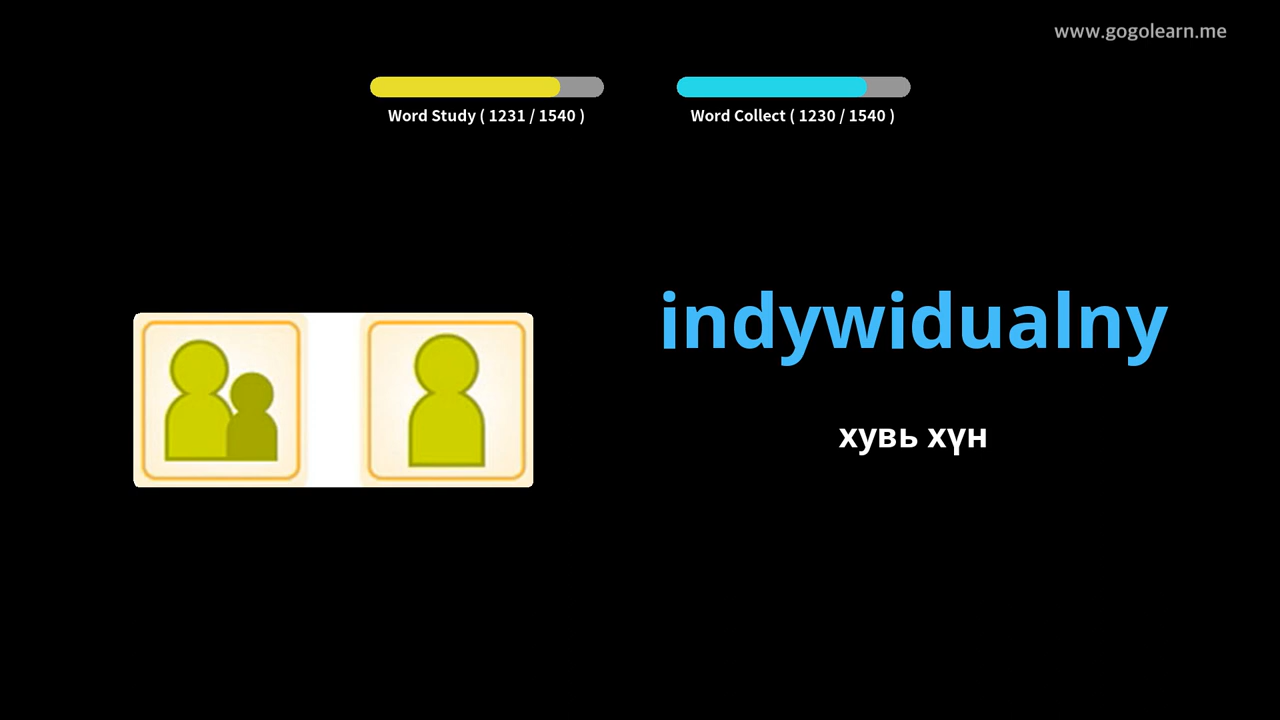 www.gogolearn.me
Word Study ( 1231 / 1540 )
Word Collect ( 1230 / 1540 )
indywidualny
хувь хүн